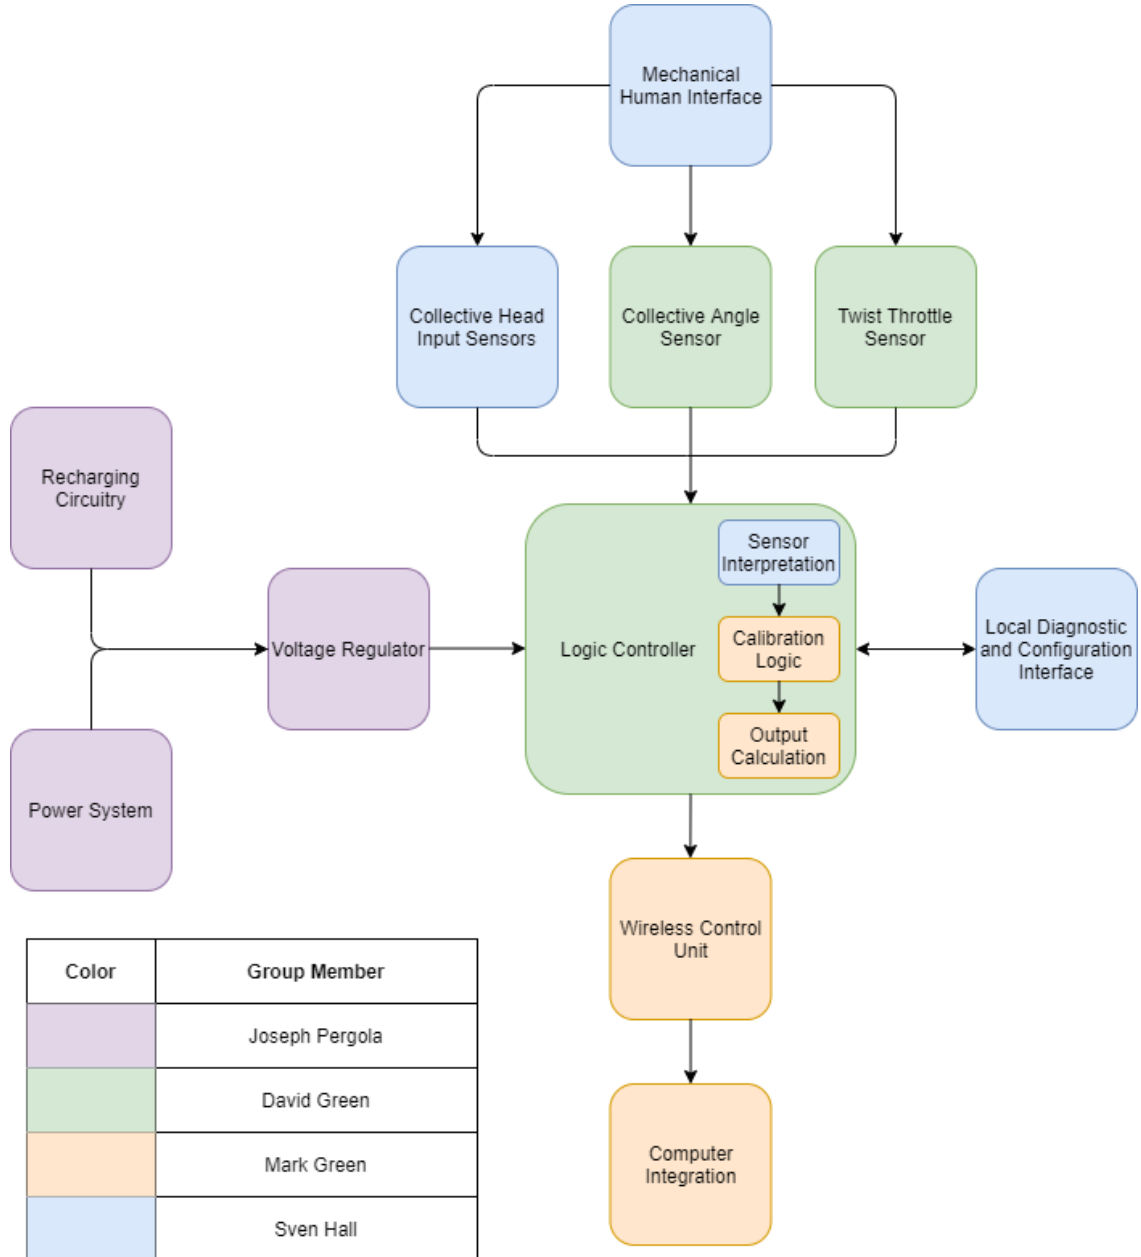 Mechanical
Human Interface
Collective Head
Input Sensors
Collective Angle
Sensor
Twist Throttle
Sensor
Recharging
Circuitry
Voltage Regulator
Power System
Logic Controller
Sensor
Interpretation
Calibration
Logic
Output
Calculation
Local Diagnostic
and Configuration
Interface
Wireless Control
Unit
Computer
Integration
Color Group Member
Joseph Pergola
David Green
Mark Green
Sven Hall